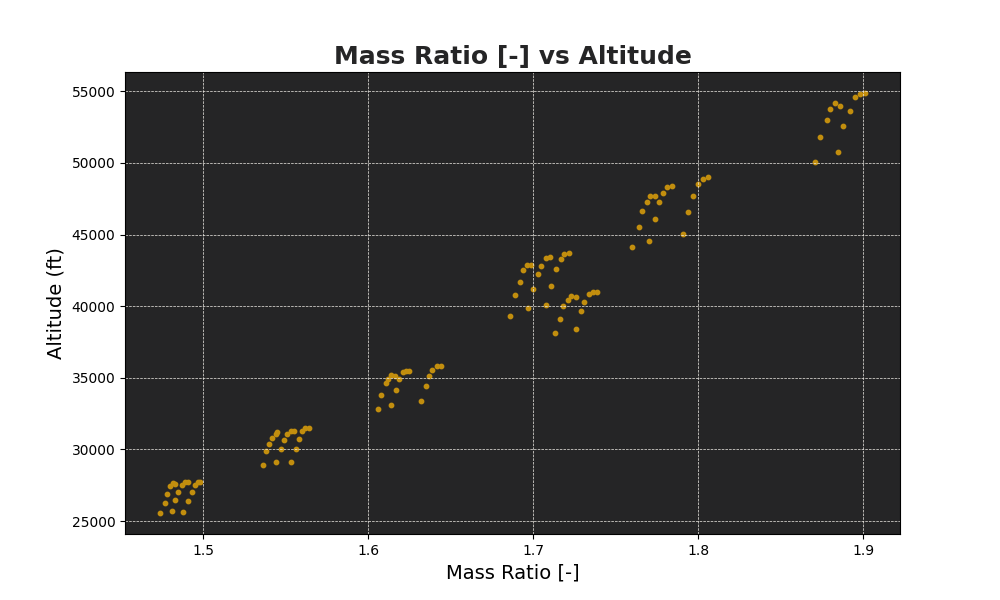 Mass Ratio [-] vs Altitude
Altitude (ft)
55000
50000
45000
40000
35000
30000
25000
1.5 1.6 1.7 1.8 1.9
Mass Ratio [-]